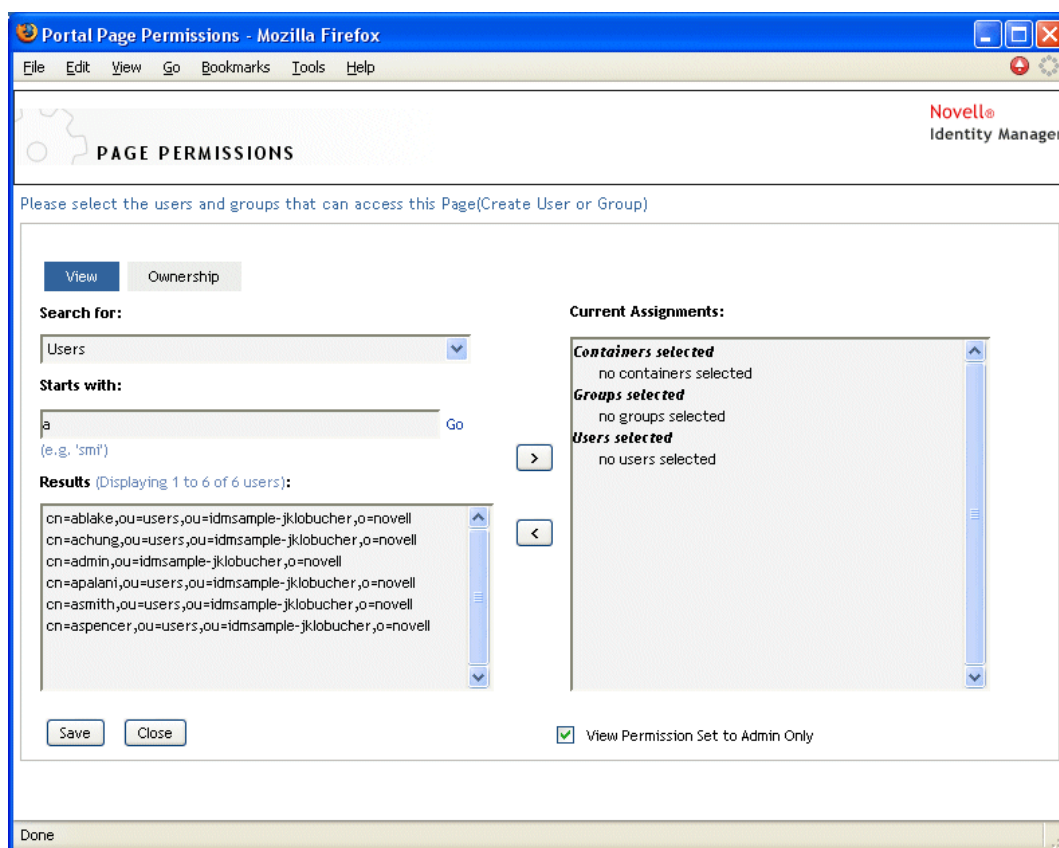 Portal Page Permissions - Mozilla Firefox
File Edit View Go Bookmarks Tools Help
Novell®
Identity Manager
PAGE PERMISSIONS
Please select the users and groups that can access this Page(Create User or Group)
View Ownership
Search for:
Users
Starts with:
a
Go
(e.g. 'smi')
Results (Displaying 1 to 6 of 6 users):
cn=ablake,ou=users,ou=idmsample-jklobucher,o=novell
cn=achung,ou=users,ou=idmsample-jklobucher,o=novell
cn=admin,ou=idmsample-jklobucher,o=novell
cn=apalani,ou=users,ou=idmsample-jklobucher,o=novell
cn=asmith,ou=users,ou=idmsample-jklobucher,o=novell
cn=aspencer,ou=users,ou=idmsample-jklobucher,o=novell
>
<
Current Assignments:
Containers selected
no containers selected
Groups selected
no groups selected
Users selected
no users selected
Save Close
View Permission Set to Admin Only
Done